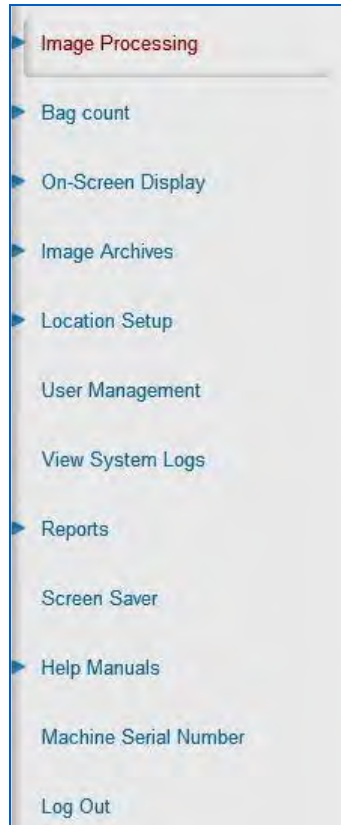 Image Processing
Bag count
On-Screen Display
Image Archives
Location Setup
User Management
View System Logs
Reports
Screen Saver
Help Manuals
Machine Serial Number
Log Out